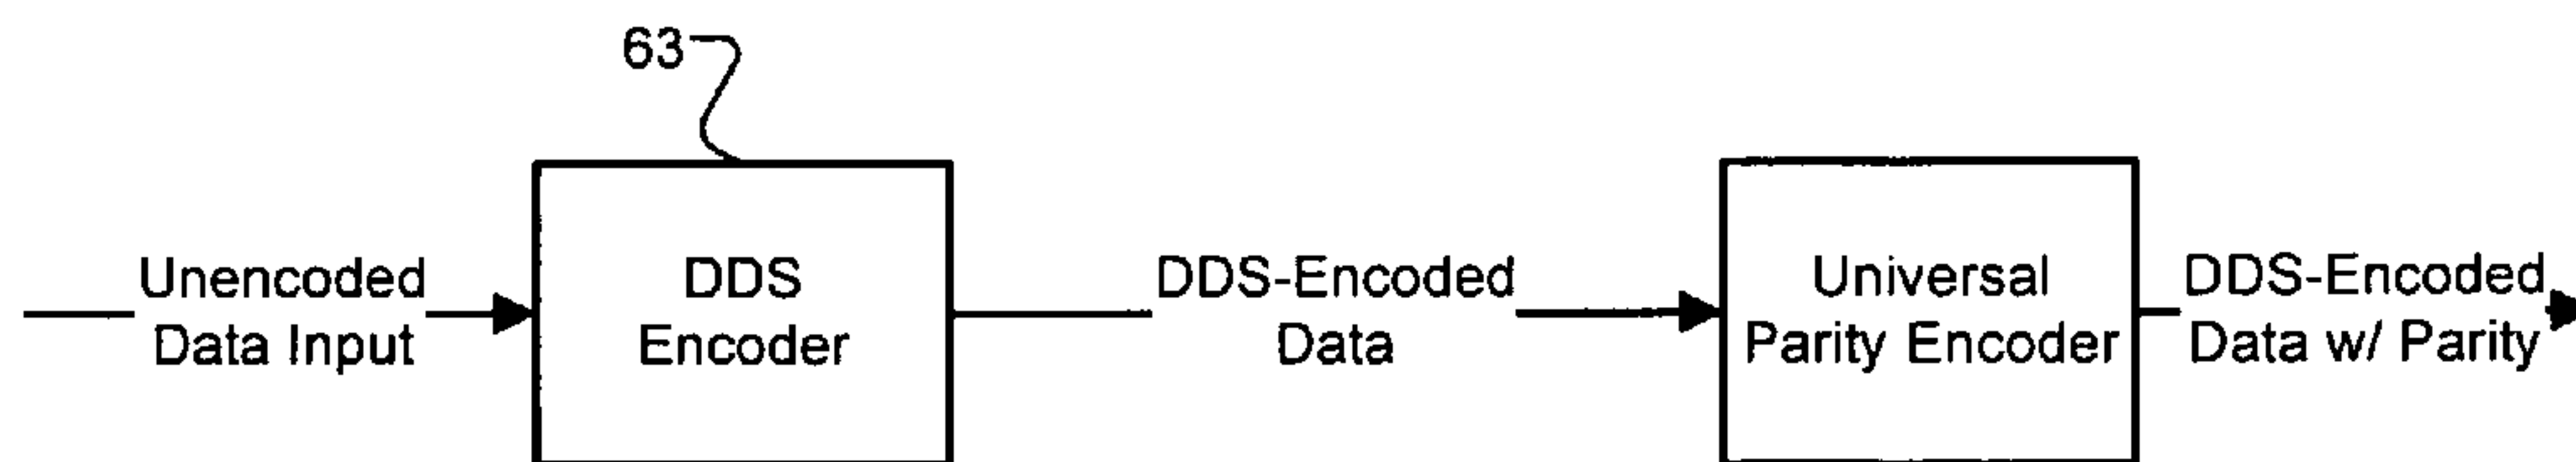 63
Unencoded
Data Input
DDS
Encoder
DDS-Encoded
Data
Universal
Parity Encoder
DDS-Encoded
Data w/ Parity